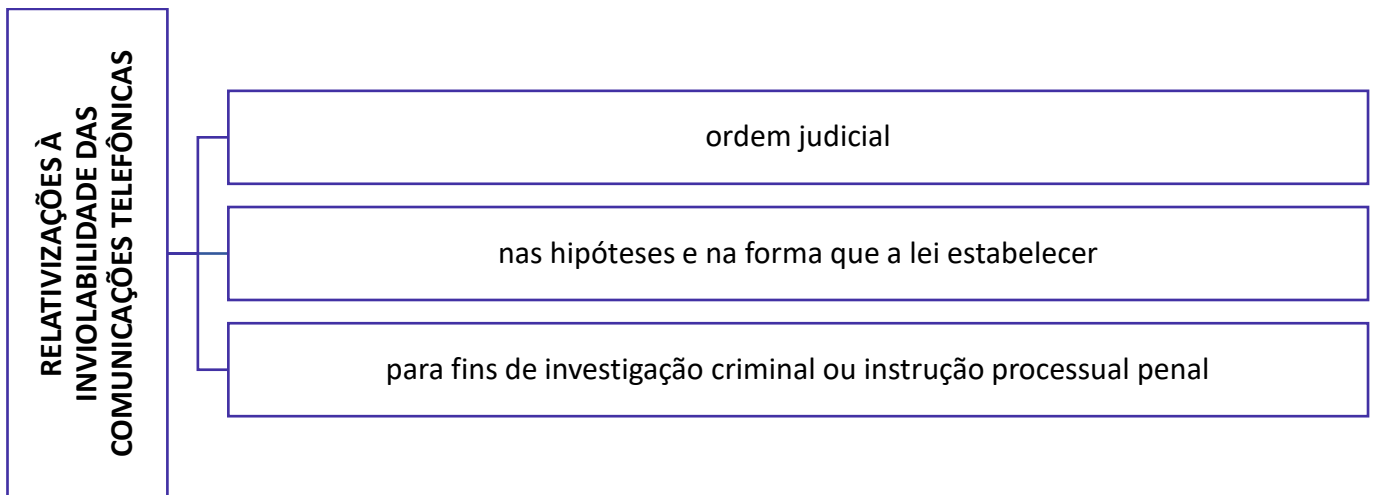 RELATIVIZAÇÕES À
INVIOLABILIDADE DAS
COMUNICAÇÕES TELEFÔNICAS
ordem judicial
nas hipóteses e na forma que a lei estabelecer
para fins de investigação criminal ou instrução processual penal